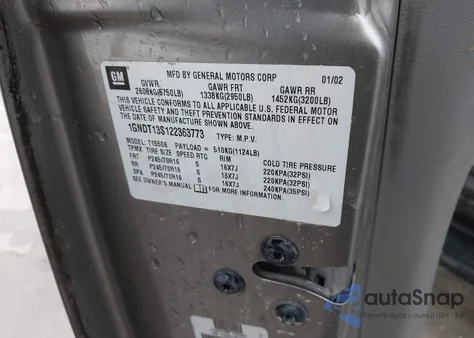 GM
MFD BY GENERAL MOTORS CORP 01/02
GVWR GAWR FRT GAWR RR
2608KG(5750LB) 1338KG(2950LB) 1452KG(3200LB)
THIS VEHICLE CONFORMS TO ALL APPLICABLE U.S. FEDERAL MOTOR
VEHICLE SAFETY AND THEFT PREVENTION STANDARDS IN EFFECT ON
THE DATE OF MANUFACTURE SHOWN ABOVE.
1GNDT13S122363773 TYPE: M.P.V.
MODEL: T15506 PAYLOAD = 510KG(1124LB)
TPMX TIRE SIZE SPEED RTG RIM COLD TIRE PRESSURE
FRT P245/70R16 S 16X7J 220KPA(32PSI)
RR P245/70R16 S 16X7J 220KPA(32PSI)
SPA P245/70R16 S 16X7J 240KPA(35PSI)
SEE OWNER'S MANUAL FOR MORE INFORMATION.
autoSnap